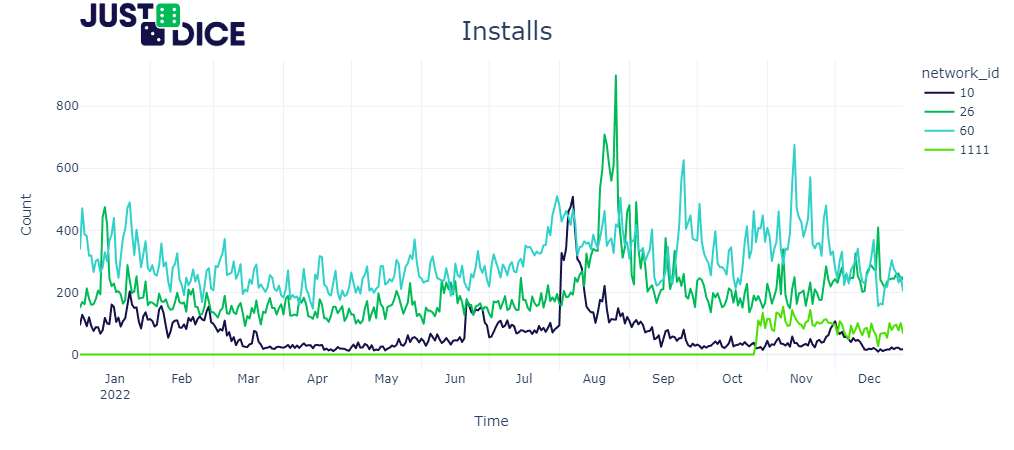 JUST
DICE
Installs
network_id
10
26
60
1111
Count
800
600
400
200
0
Jan
2022
Feb
Mar
Apr
May
Jun
Jul
Aug
Sep
Oct
Nov
Dec
Time